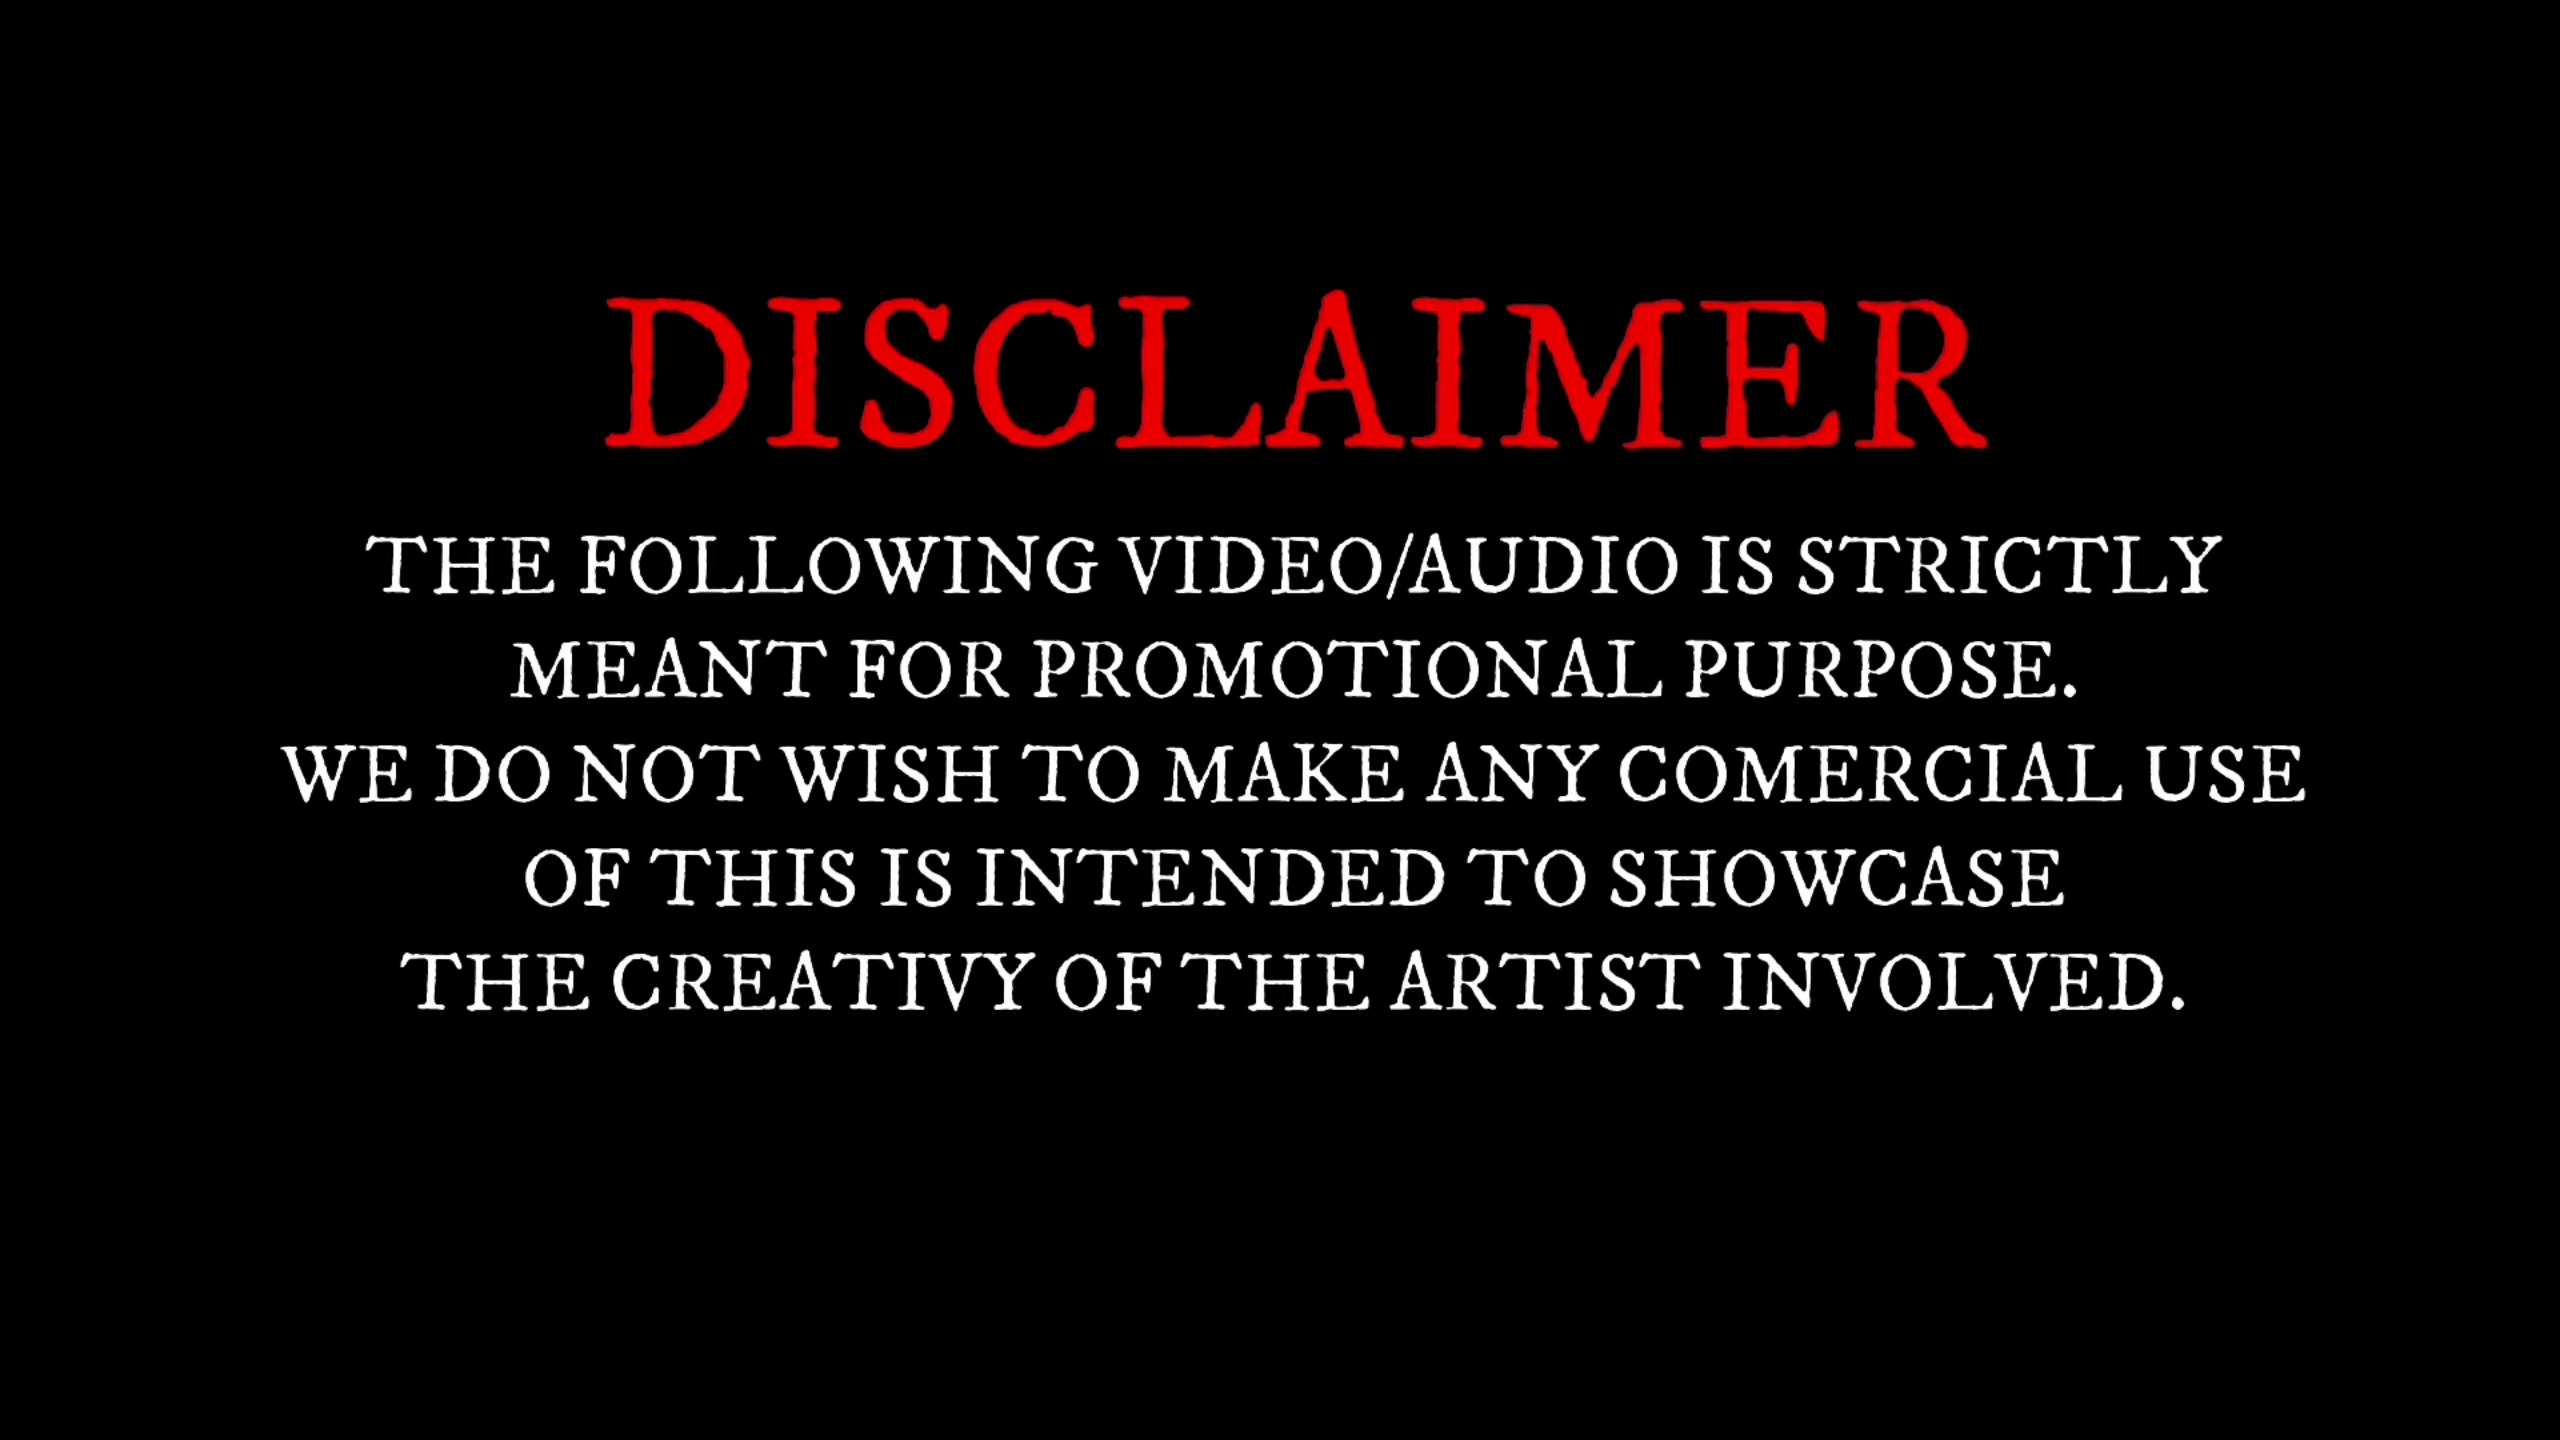 DISCLAIMER
THE FOLLOWING VIDEO/AUDIO IS STRICTLY
MEANT FOR PROMOTIONAL PURPOSE.
WE DO NOT WISH TO MAKE ANY COMERCIAL USE
OF THIS IS INTENDED TO SHOWCASE
THE CREATIVY OF THE ARTIST INVOLVED.